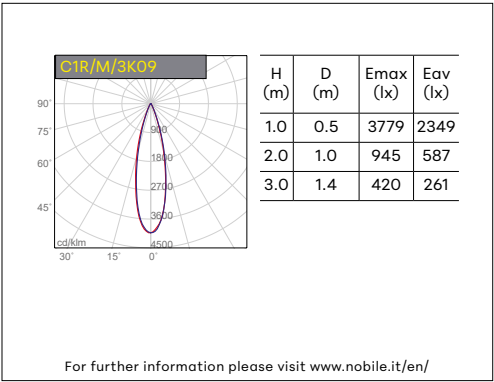 C1R/M/3K09
90°
75°
60°
45°
30°
15°
0°
900
1800
2700
3600
4500
cd/klm
H (m) D (m) Emax (lx) Eav (lx)
1.0 0.5 3779 2349
2.0 1.0 945 587
3.0 1.4 420 261
For further information please visit www.nobile.it/en/